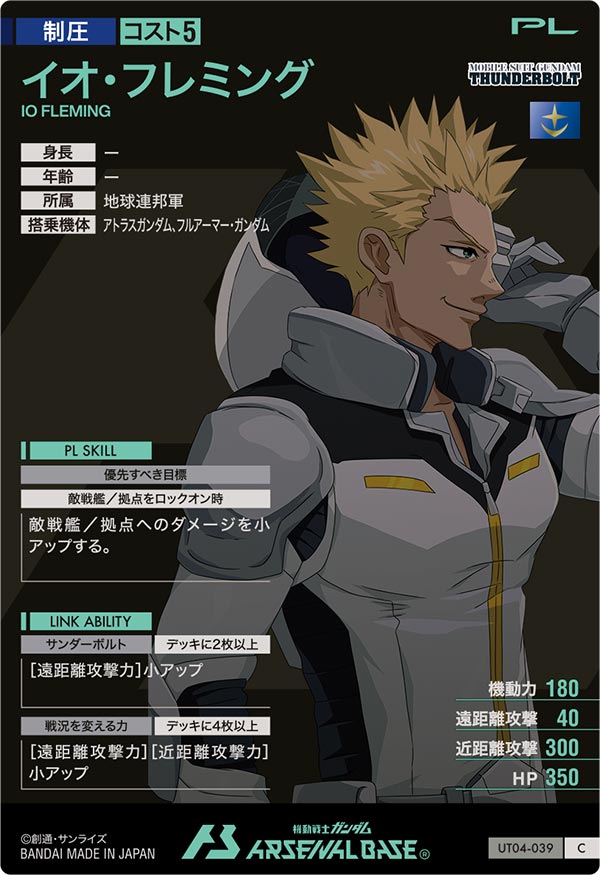 制圧 コスト5
PL
イオ・フレミング
IO FLEMING
MOBILE SUIT GUNDAM
THUNDERBOLT
身長 ー
年齢 ー
所属 地球連邦軍
搭乗機体 アトラスガンダム、フルアーマー・ガンダム
PL SKILL
優先すべき目標
敵戦艦／拠点をロックオン時
敵戦艦／拠点へのダメージを小
アップする。
LINK ABILITY
サンダーボルト デッキに2枚以上
[遠距離攻撃力]小アップ
戦況を変える力 デッキに4枚以上
[遠距離攻撃力][近距離攻撃力]
小アップ
機動力 180
遠距離攻撃 40
近距離攻撃 300
HP 350
©創通・サンライズ
BANDAI MADE IN JAPAN
機動戦士ガンダム
AB ARSENAL BASE®
UT04-039 C